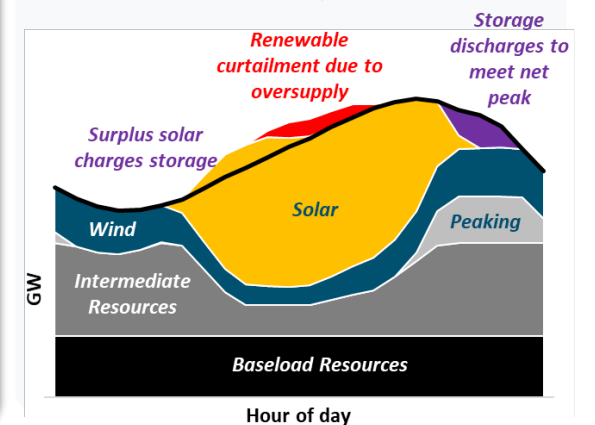 Storage
discharges to
meet net
peak
Renewable
curtailment due to
oversupply
Surplus solar
charges storage
Solar
Wind
Peaking
Intermediate
Resources
GW
Baseload Resources
Hour of day